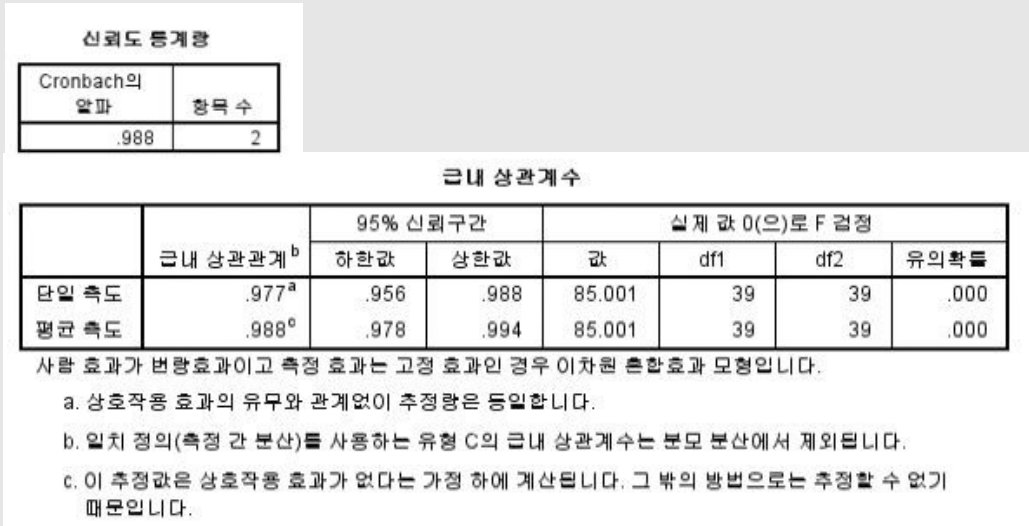 신뢰도 통계량
Cronbach의 알파 항목 수
.988 2
급내 상관계수
급내 상관관계b 95% 신뢰구간 실제 값 0(으)로 F 검정
하한값 상한값 값 df1 df2 유의확률
단일 측도 .977a .956 .988 85.001 39 39 .000
평균 측도 .988c .978 .994 85.001 39 39 .000
사람 효과가 변량효과이고 측정 효과는 고정 효과인 경우 이차원 혼합효과 모형입니다.
a. 상호작용 효과의 유무와 관계없이 추정량은 동일합니다.
b. 일치 정의(측정 간 분산)를 사용하는 유형 C의 급내 상관계수는 분모 분산에서 제외됩니다.
c. 이 추정값은 상호작용 효과가 없다는 가정 하에 계산됩니다. 그 밖의 방법으로는 추정할 수 없기
때문입니다.